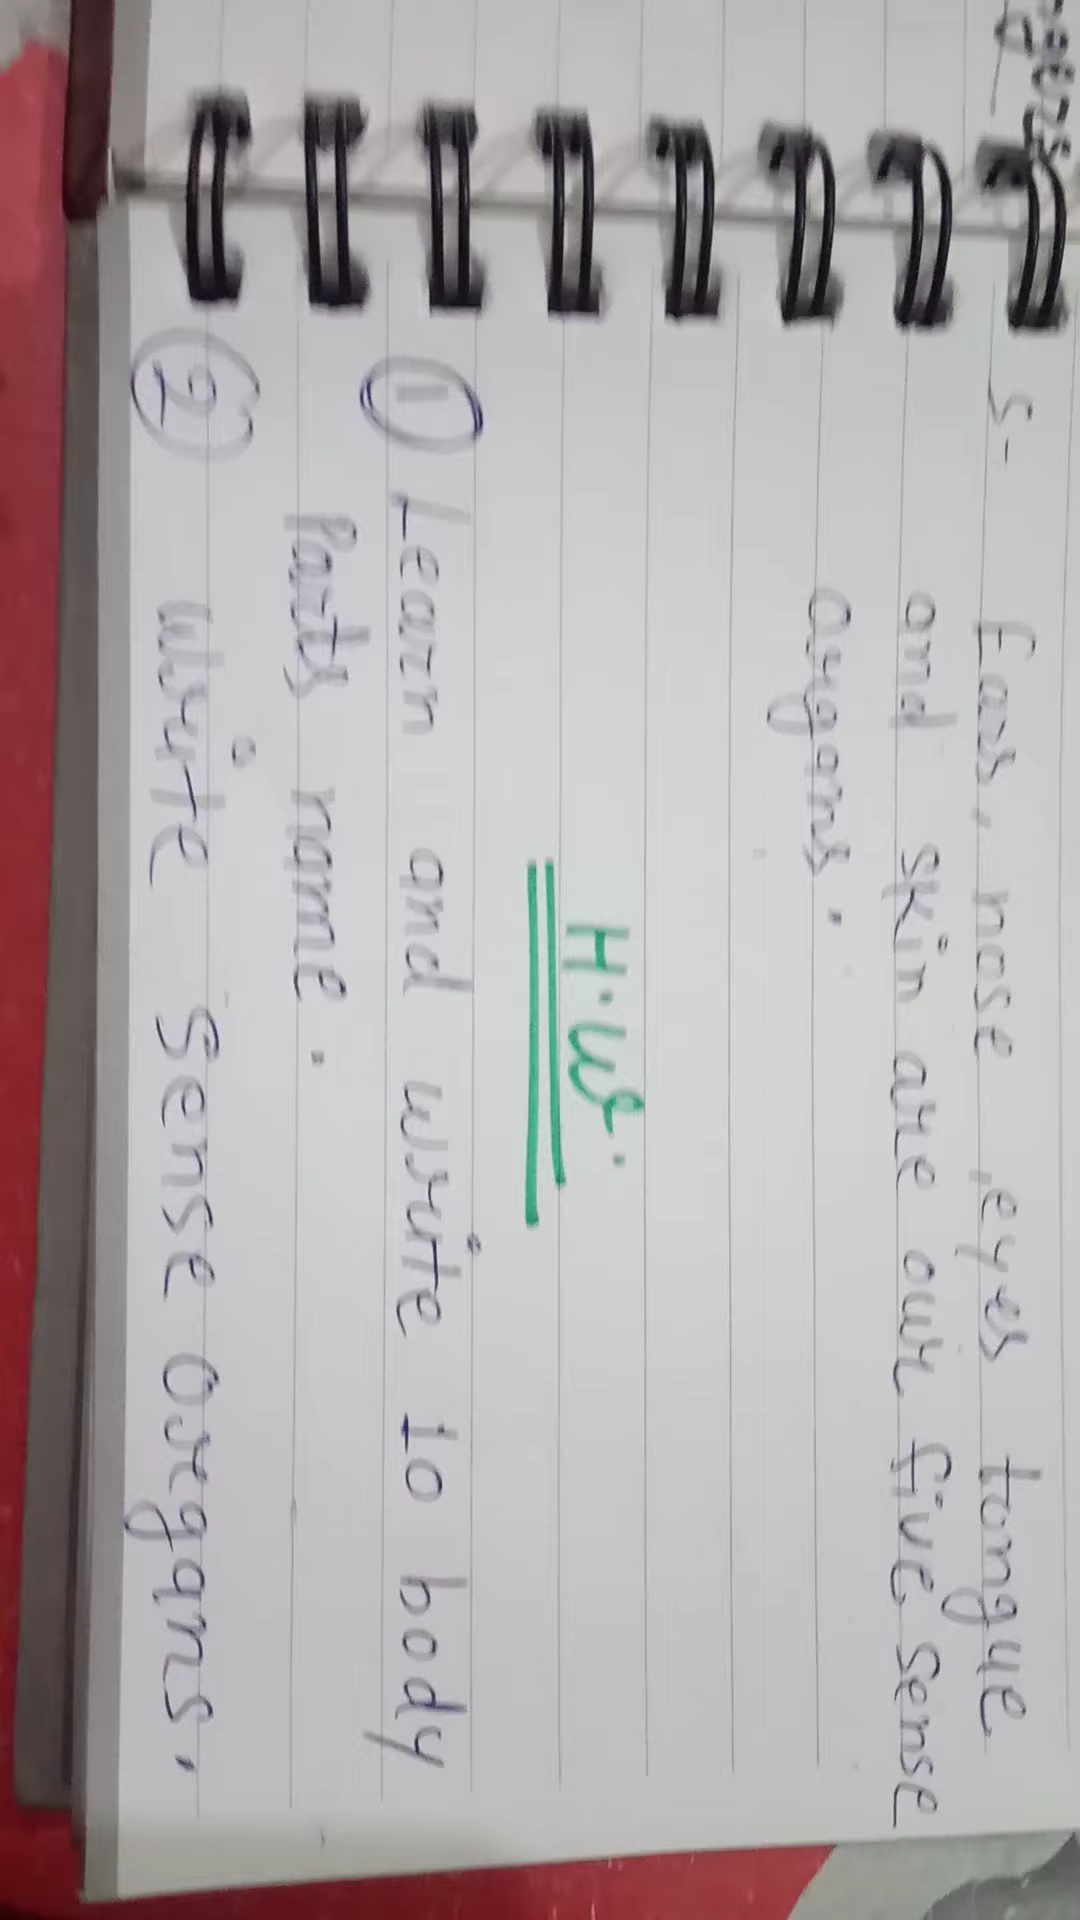 5- Ears, nose, eyes tongue
and skin are our five sense
organs.
H.W.
① Learn and write 10 body
Parts name.
② Write Sense Oregans.